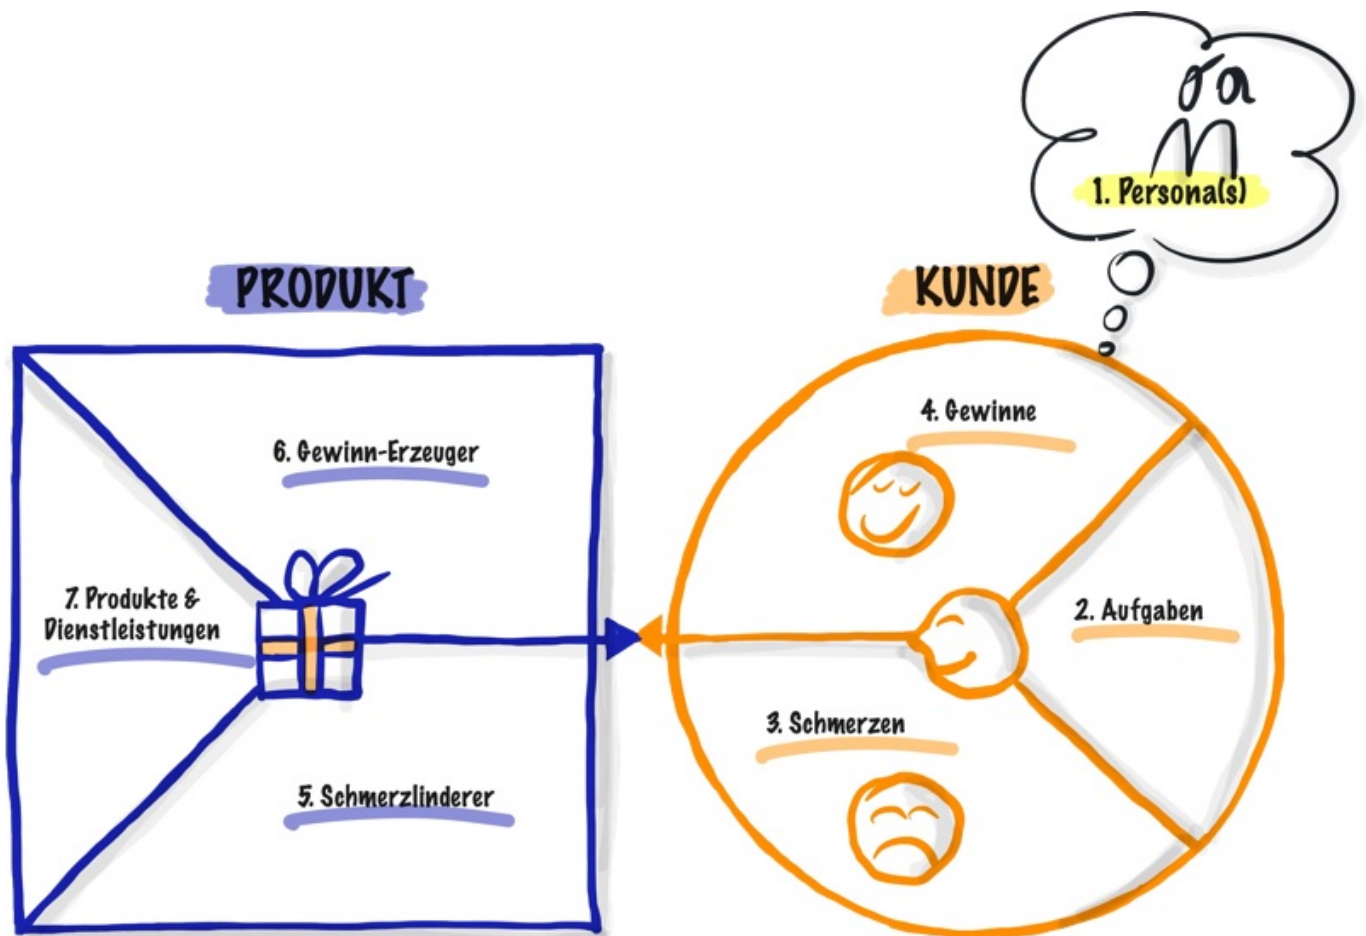 1. Persona(s)
PRODUKT
KUNDE
4. Gewinne
6. Gewinn-Erzeuger
7. Produkte &
Dienstleistungen
2. Aufgaben
3. Schmerzen
5. Schmerzlinderer